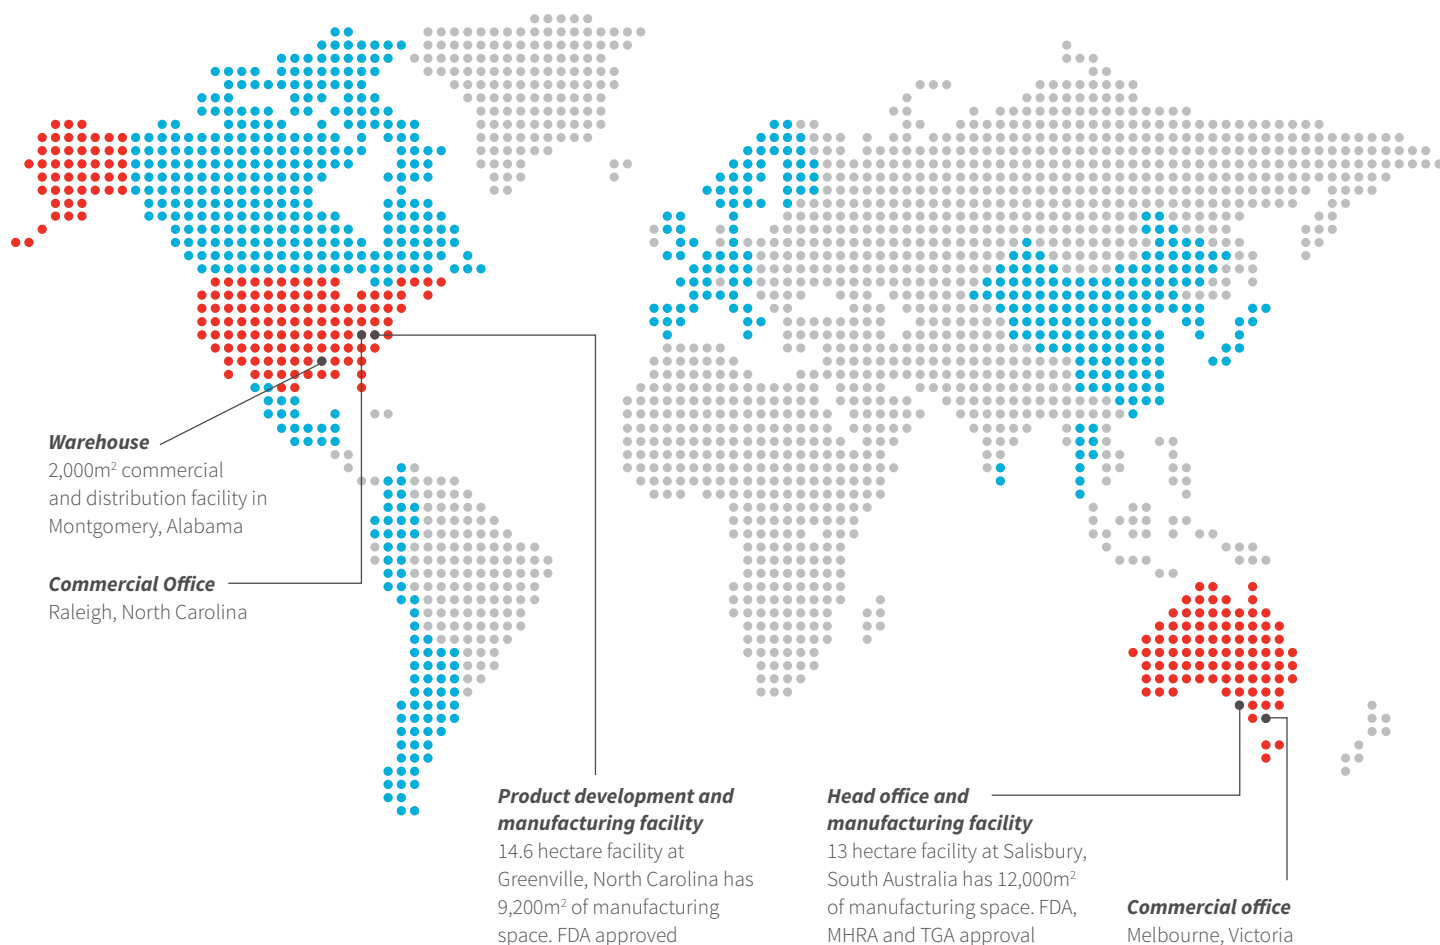 Warehouse
2,000m² commercial
and distribution facility in
Montgomery, Alabama
Commercial Office
Raleigh, North Carolina
Product development and
manufacturing facility
14.6 hectare facility at
Greenville, North Carolina has
9,200m² of manufacturing
space. FDA approved
Head office and
manufacturing facility
13 hectare facility at Salisbury,
South Australia has 12,000m²
of manufacturing space. FDA,
MHRA and TGA approval
Commercial office
Melbourne, Victoria